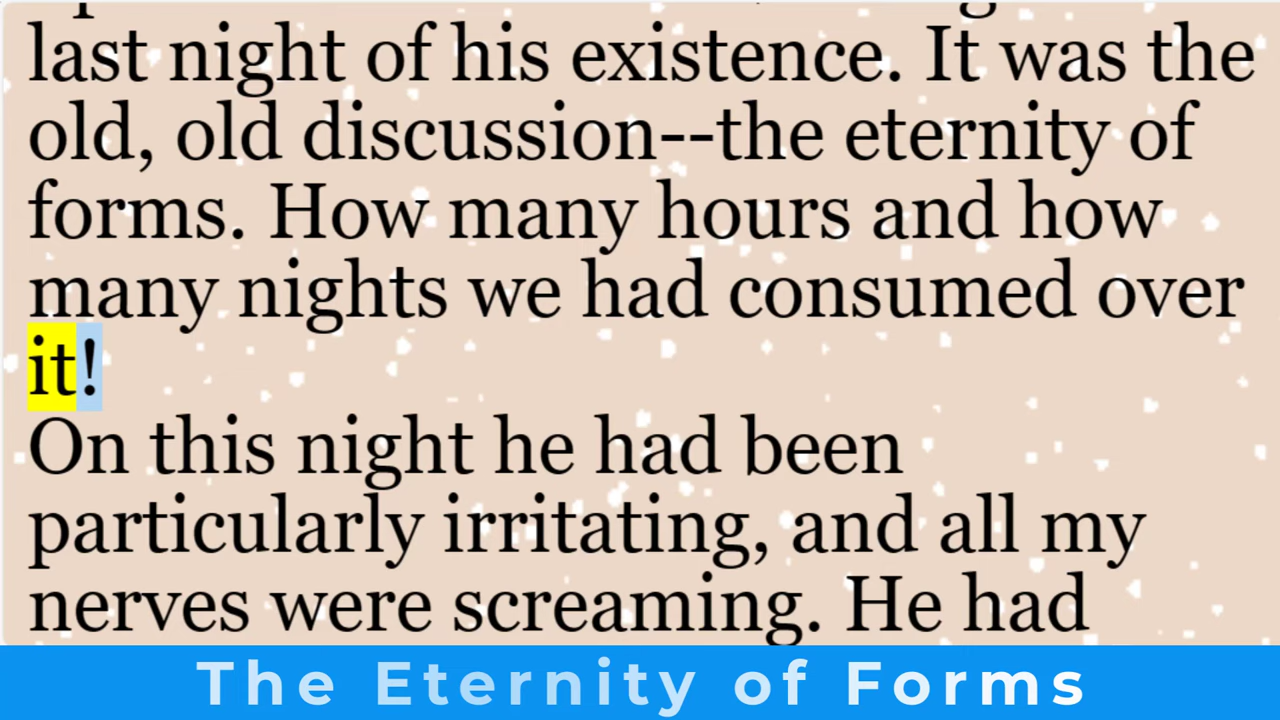 last night of his existence. It was the
old, old discussion--the eternity of
forms. How many hours and how
many nights we had consumed over
it!
On this night he had been
particularly irritating, and all my
nerves were screaming. He had
The Eternity of Forms